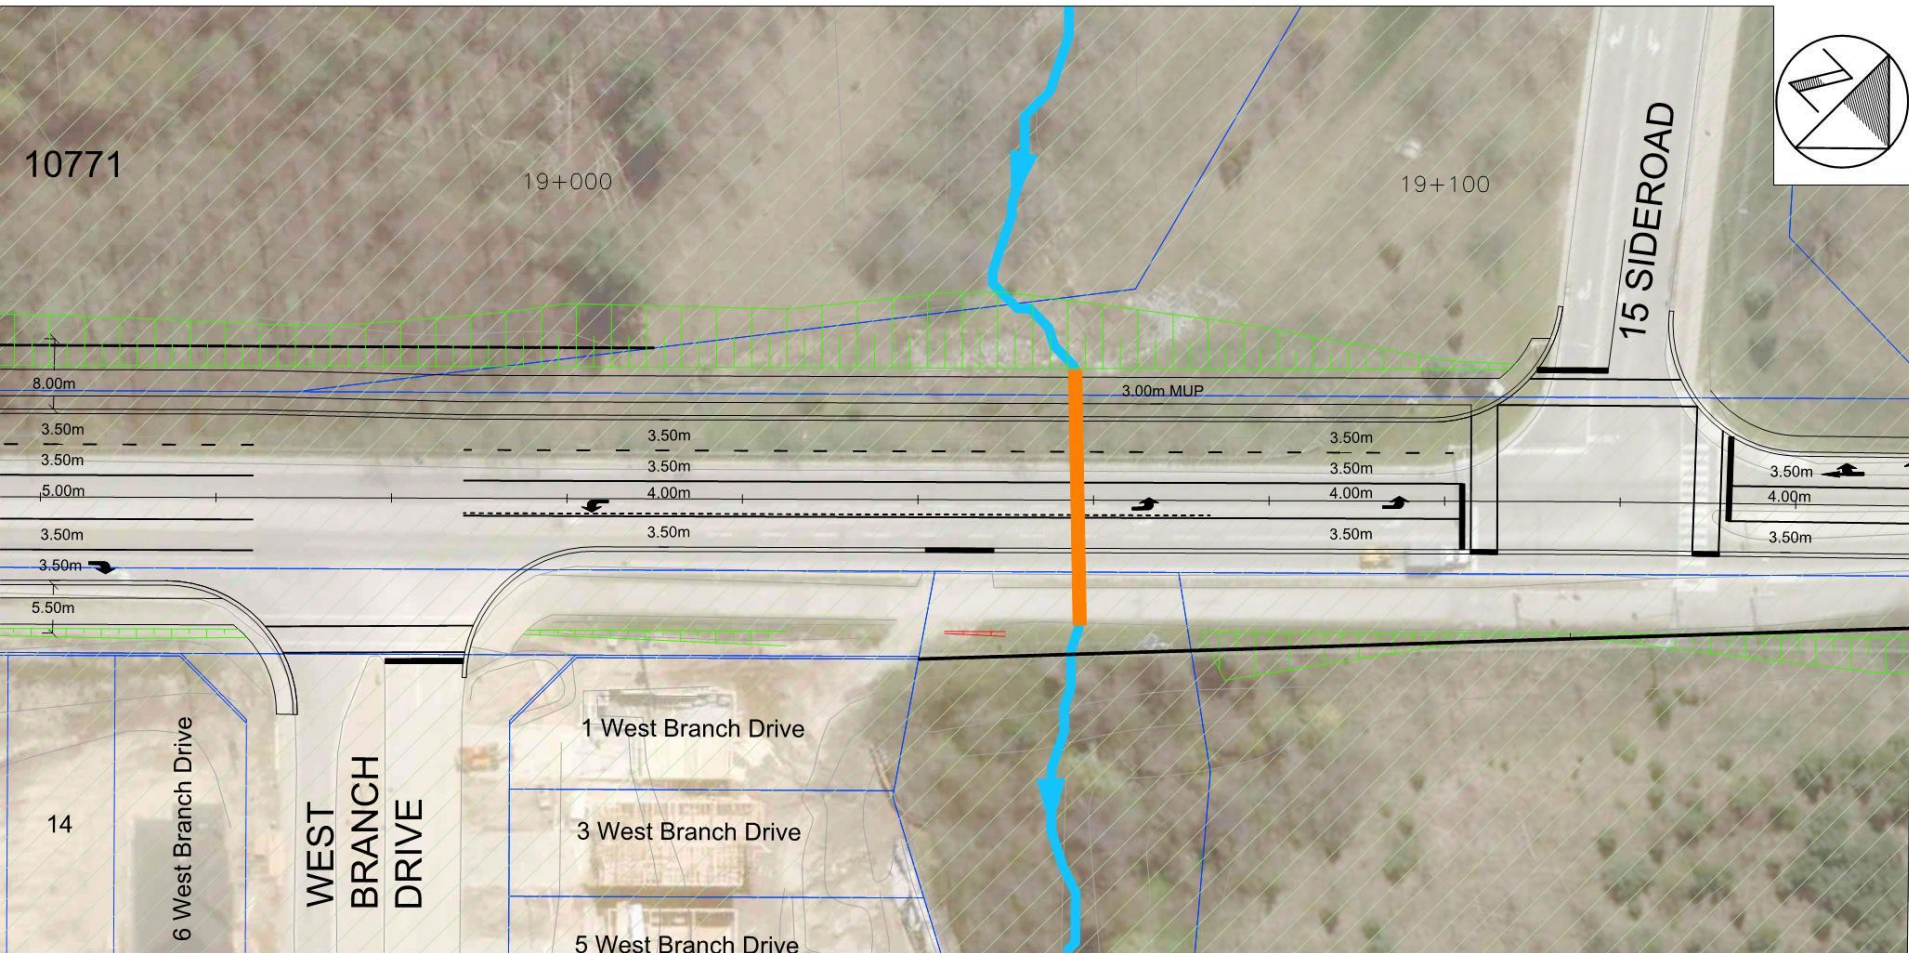 10771
19+000
19+100
15 SIDEROAD
8.00m
3.00m MUP
3.50m
3.50m
3.50m
3.50m
3.50m
3.50m
3.50m
5.00m
4.00m
4.00m
4.00m
3.50m
3.50m
3.50m
3.50m
3.50m
5.50m
1 West Branch Drive
3 West Branch Drive
5 West Branch Drive
14
6 West Branch Drive
WEST
BRANCH
DRIVE